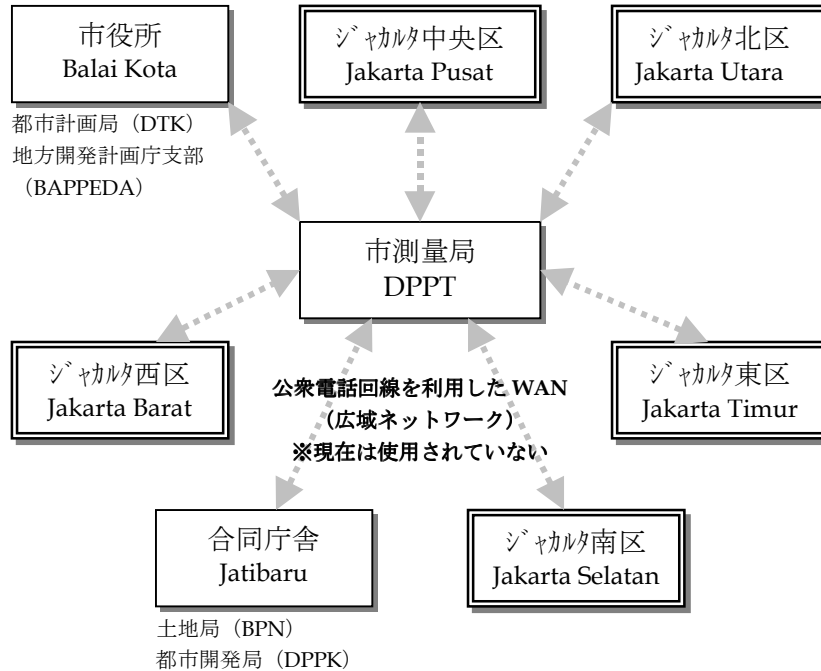 市役所
Balai Kota
ｼﾞｬｶﾙﾀ中央区
Jakarta Pusat
ｼﾞｬｶﾙﾀ北区
Jakarta Utara
都市計画局（DTK）
地方開発計画庁支部
（BAPPEDA）
市測量局
DPPT
ｼﾞｬｶﾙﾀ西区
Jakarta Barat
公衆電話回線を利用した WAN
（広域ネットワーク）
※現在は使用されていない
ｼﾞｬｶﾙﾀ東区
Jakarta Timur
合同庁舎
Jatibaru
ｼﾞｬｶﾙﾀ南区
Jakarta Selatan
土地局（BPN）
都市開発局（DPPK）